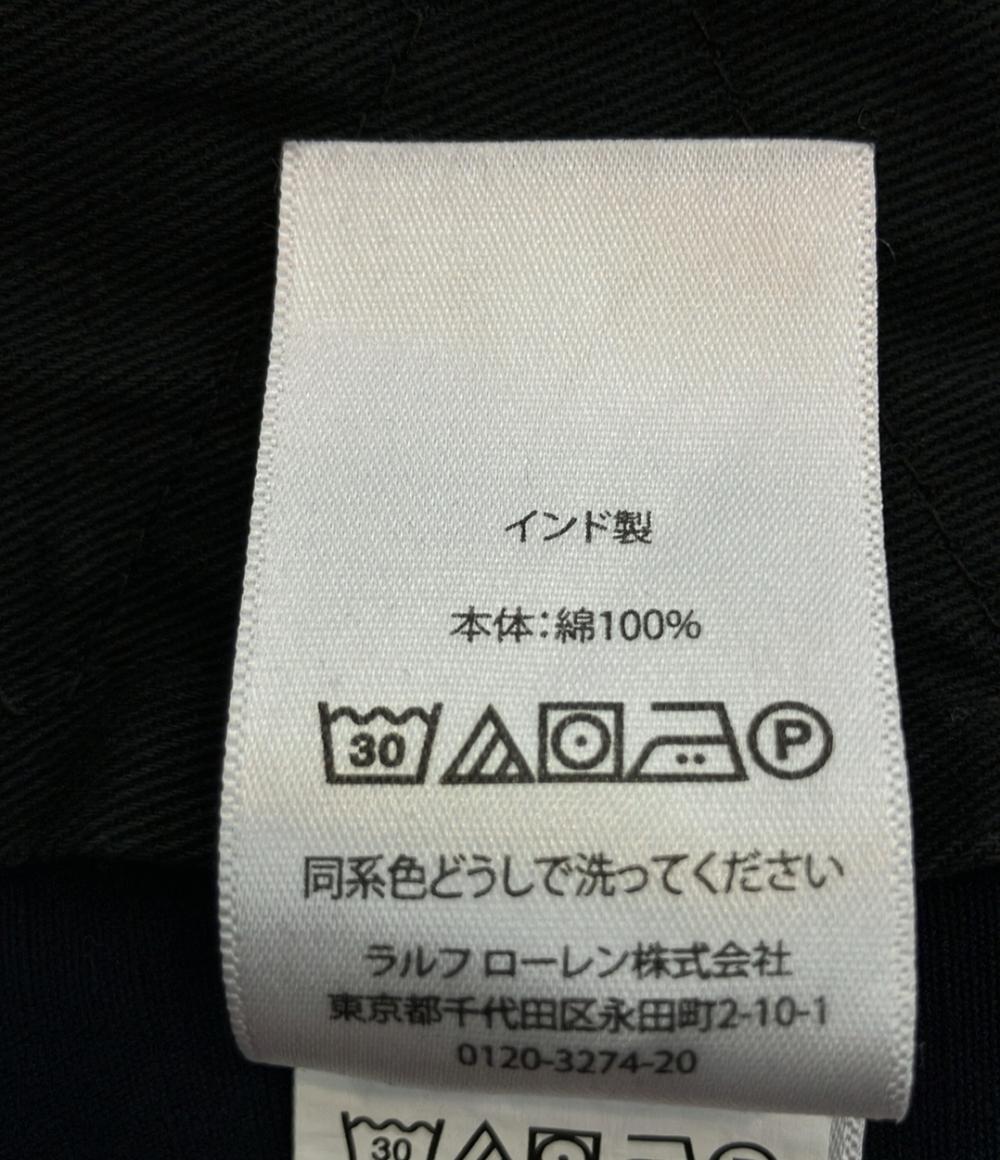 インド製
本体:綿100%
30
P
同系色どうしで洗ってください
ラルフ ローレン株式会社
東京都千代田区永田町2-10-1
0120-3274-20
30